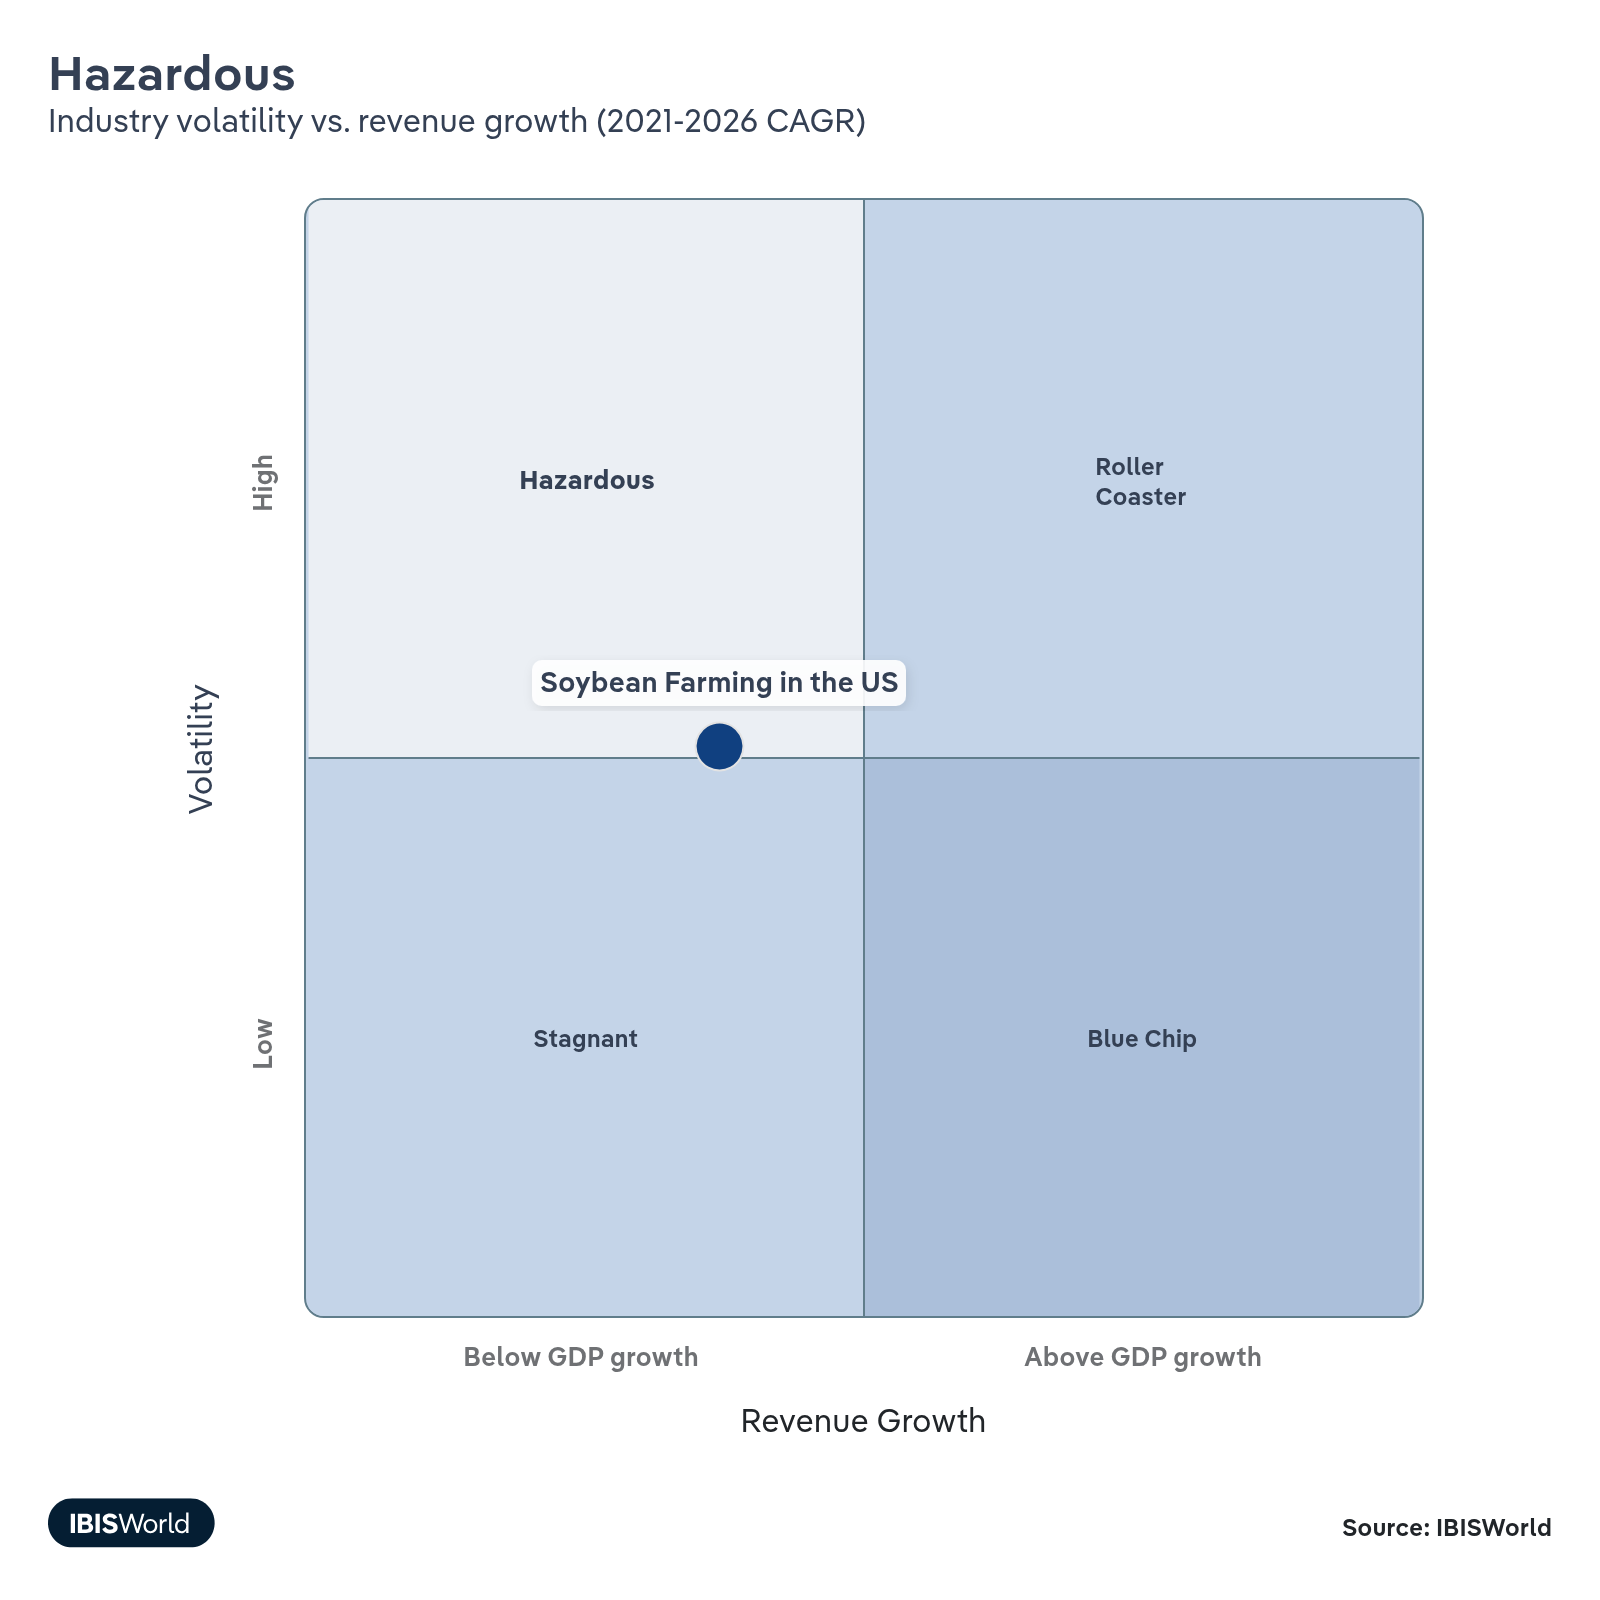 Hazardous
Industry volatility vs. revenue growth (2021-2026 CAGR)
High
Hazardous
Roller
Coaster
Soybean Farming in the US
Volatility
Low
Stagnant
Blue Chip
Below GDP growth
Above GDP growth
Revenue Growth
IBISWorld
Source: IBISWorld